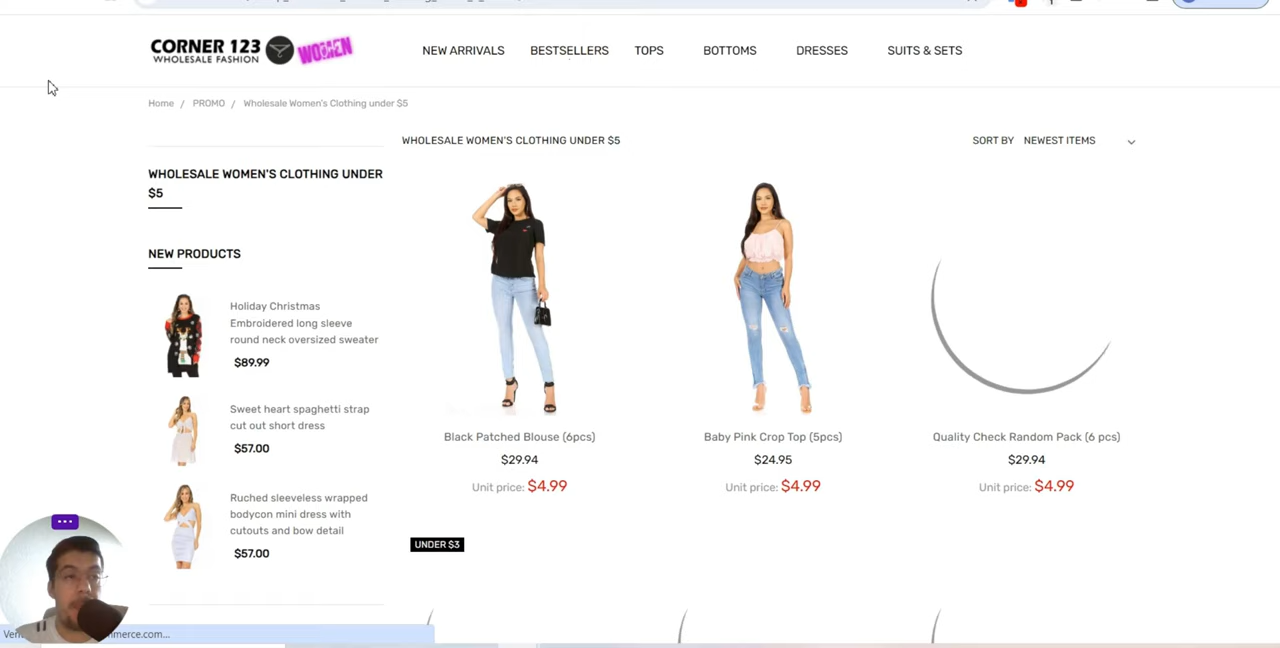 CORNER 123
WHOLESALE FASHION
WOMEN
NEW ARRIVALS
BESTSELLERS
TOPS
BOTTOMS
DRESSES
SUITS & SETS
Home / PROMO / Wholesale Women's Clothing under $5
WHOLESALE WOMEN'S CLOTHING UNDER
$5
NEW PRODUCTS
Holiday Christmas
Embroidered long sleeve
round neck oversized sweater
$89.99
Sweet heart spaghetti strap
cut out short dress
$57.00
Ruched sleeveless wrapped
bodycon mini dress with
cutouts and bow detail
$57.00
WHOLESALE WOMEN'S CLOTHING UNDER $5
SORT BY NEWEST ITEMS
Black Patched Blouse (6pcs)
$29.94
Unit price: $4.99
Baby Pink Crop Top (5pcs)
$24.95
Unit price: $4.99
Quality Check Random Pack (6 pcs)
$29.94
Unit price: $4.99
UNDER $3